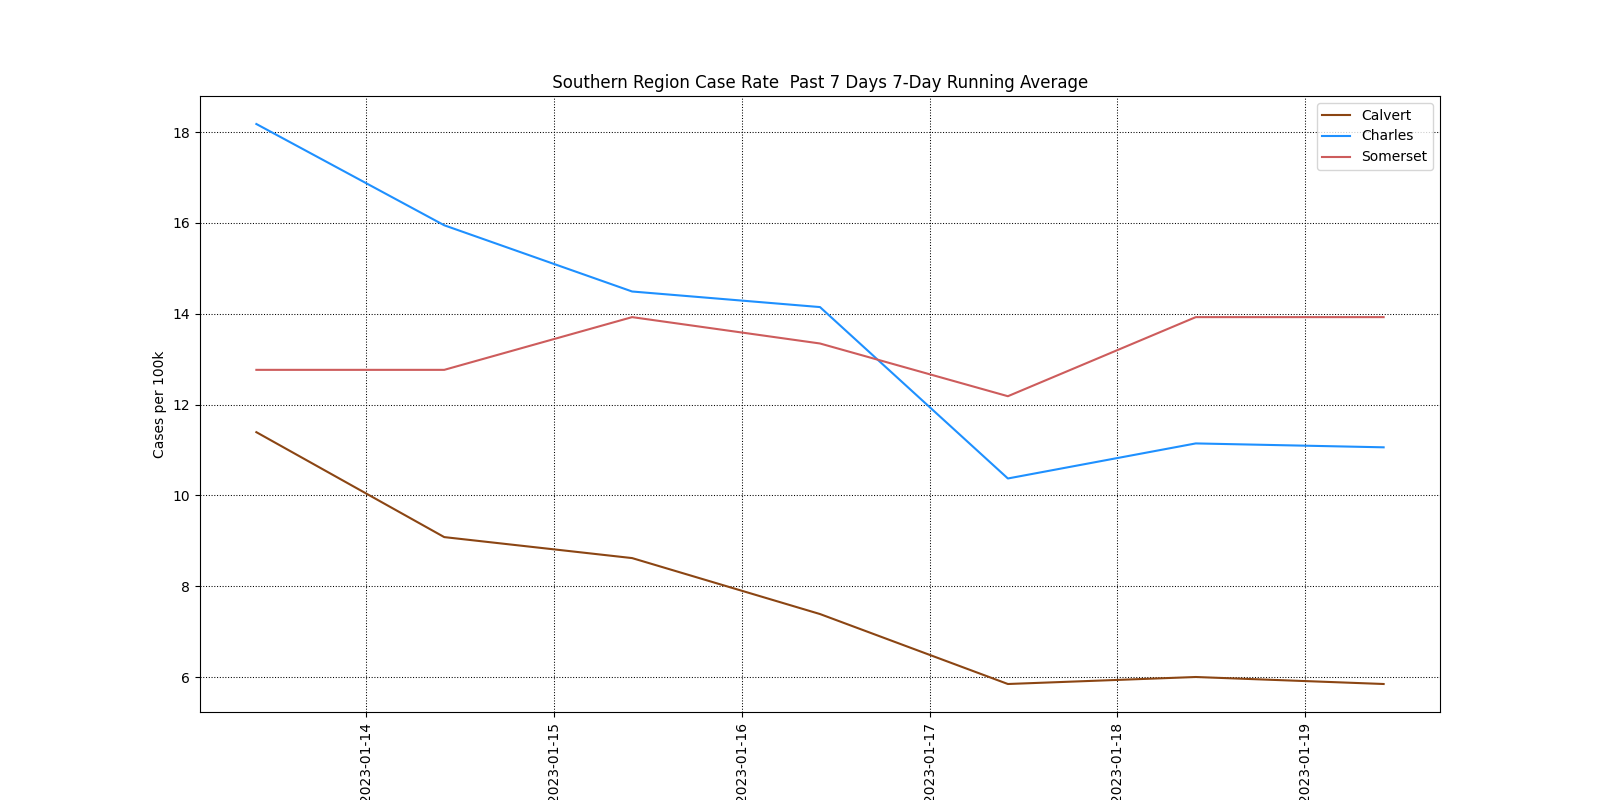 Southern Region Case Rate  Past 7 Days 7-Day Running Average
Calvert
Charles
Somerset
Cases per 100k
18
16
14
12
10
8
6
2023-01-14
2023-01-15
2023-01-16
2023-01-17
2023-01-18
2023-01-19